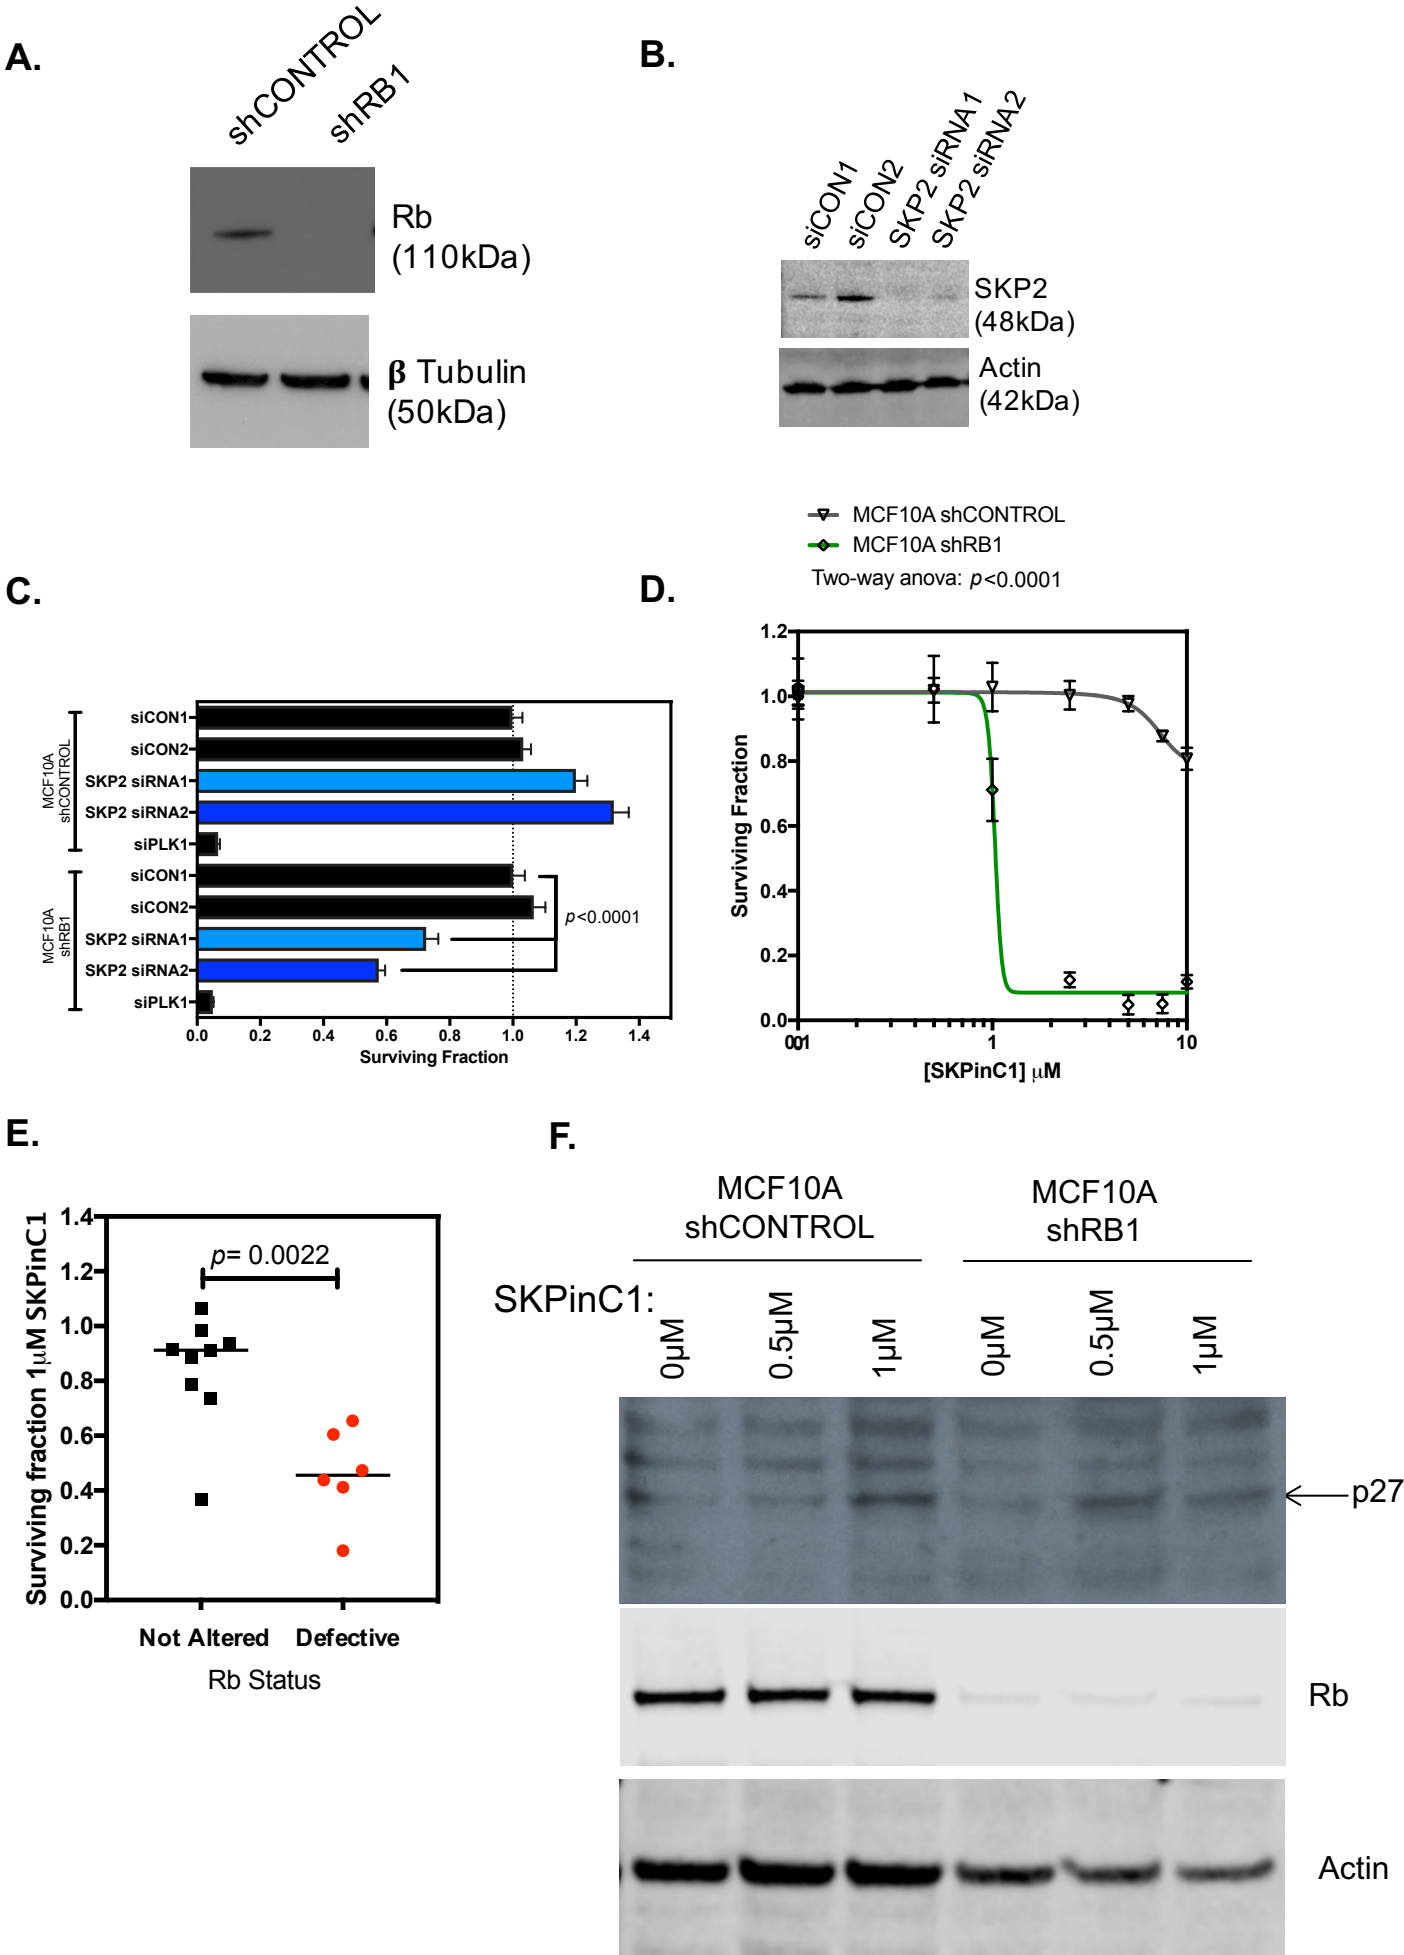 A.
shCONTROL
shRB1
Rb
(110kDa)
β Tubulin
(50kDa)
B.
siCON1
siCON2
SKP2 siRNA1
SKP2 siRNA2
SKP2
(48kDa)
Actin
(42kDa)
C.
MCF10A
shCONTROL
siCON1
siCON2
SKP2 siRNA1
SKP2 siRNA2
siPLK1
MCF10A
shRB1
siCON1
siCON2
SKP2 siRNA1
SKP2 siRNA2
siPLK1
p<0.0001
0.0 0.2 0.4 0.6 0.8 1.0 1.2 1.4
Surviving Fraction
D.
MCF10A shCONTROL
MCF10A shRB1
Two-way anova: p<0.0001
1.2
1.0
0.8
0.6
0.4
0.2
0.0
Surviving Fraction
1 10
[SKPinC1] μM
E.
Surviving fraction 1μM SKPinC1
1.4
1.2
1.0
0.8
0.6
0.4
0.2
0.0
p= 0.0022
Not Altered Defective
Rb Status
F.
MCF10A
shCONTROL
MCF10A
shRB1
SKPinC1:
0μM
0.5μM
1μM
0μM
0.5μM
1μM
p27
Rb
Actin